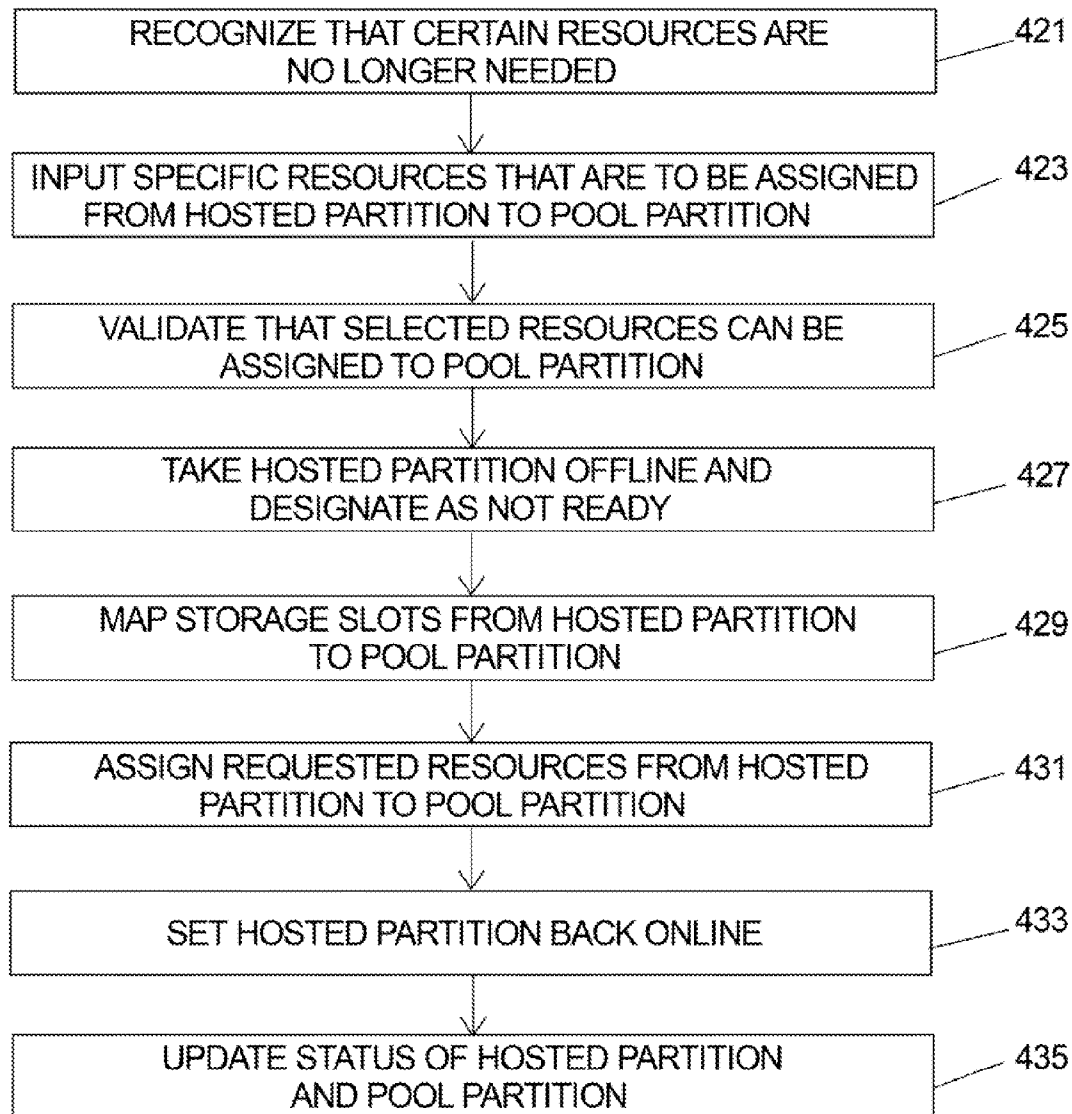 RECOGNIZE THAT CERTAIN RESOURCES ARE
NO LONGER NEEDED
421
INPUT SPECIFIC RESOURCES THAT ARE TO BE ASSIGNED
FROM HOSTED PARTITION TO POOL PARTITION
423
VALIDATE THAT SELECTED RESOURCES CAN BE
ASSIGNED TO POOL PARTITION
425
TAKE HOSTED PARTITION OFFLINE AND
DESIGNATE AS NOT READY
427
MAP STORAGE SLOTS FROM HOSTED PARTITION
TO POOL PARTITION
429
ASSIGN REQUESTED RESOURCES FROM HOSTED
PARTITION TO POOL PARTITION
431
SET HOSTED PARTITION BACK ONLINE
433
UPDATE STATUS OF HOSTED PARTITION
AND POOL PARTITION
435